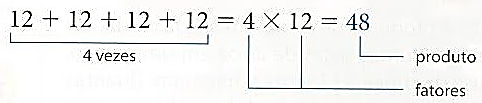 12 + 12 + 12 + 12 = 4 × 12 = 48
4 vezes
produto
fatores